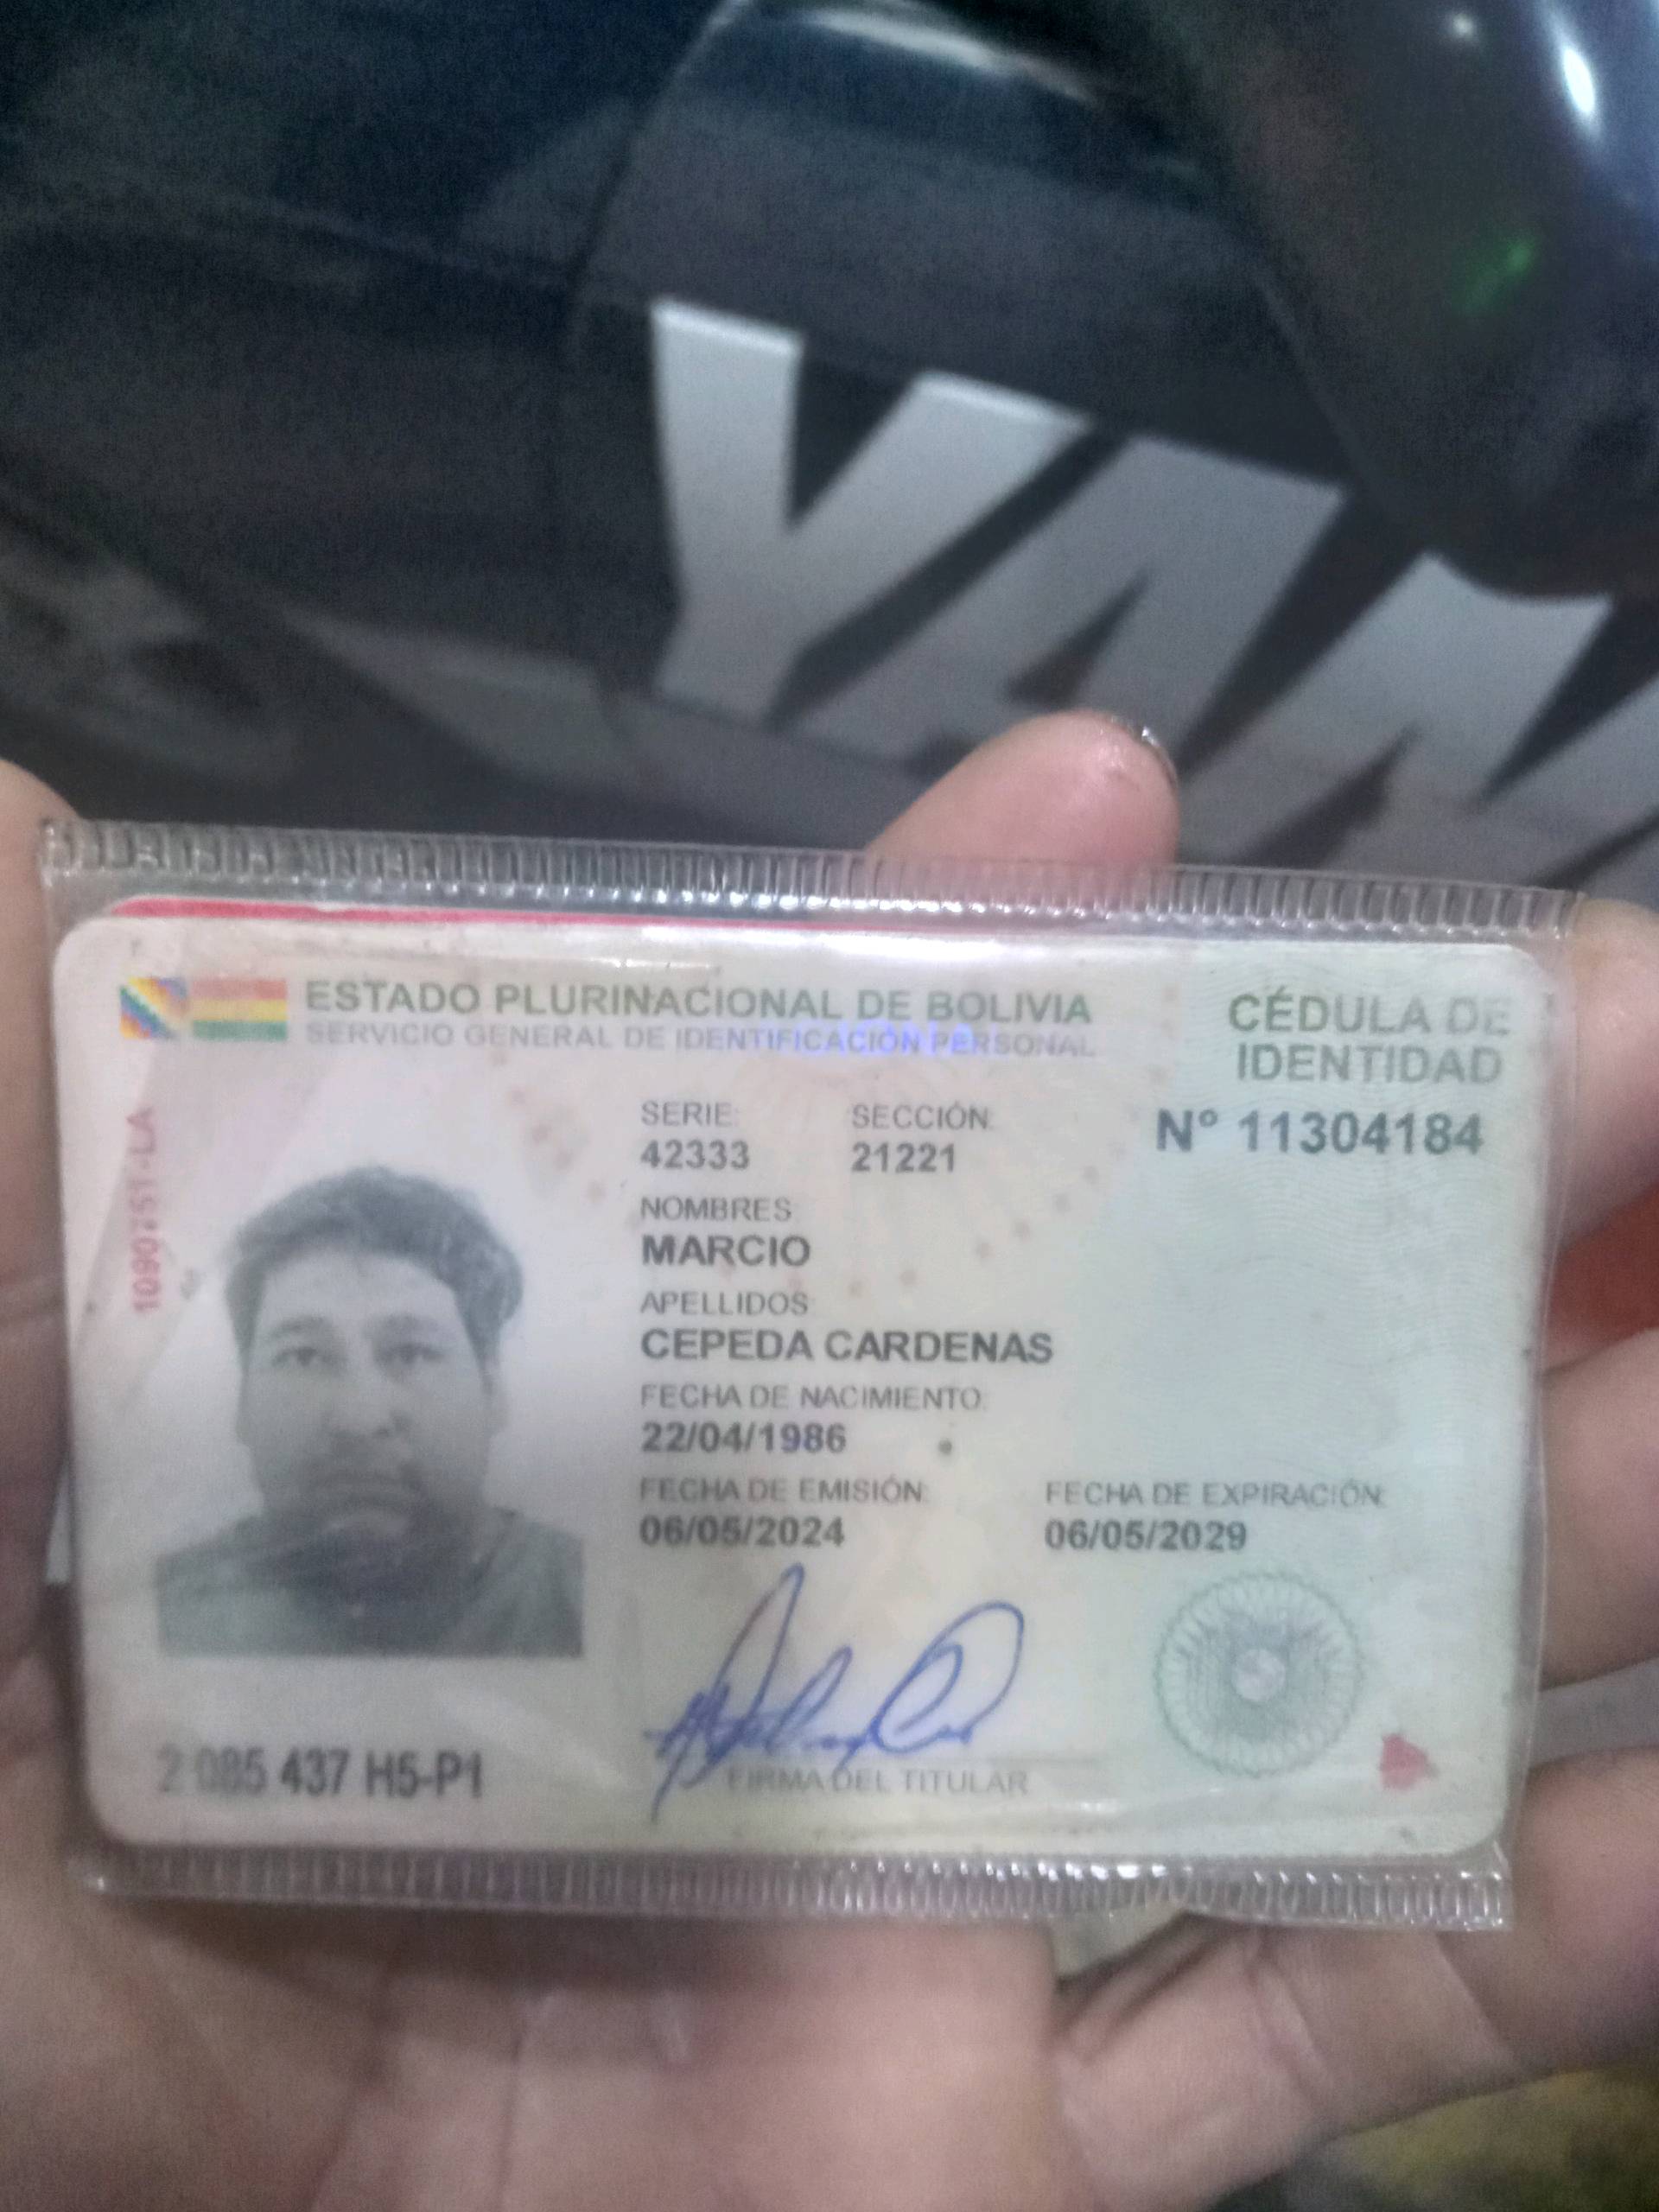 YAM
ESTADO PLURINACIONAL DE BOLIVIA
SERVICIO GENERAL DE IDENTIFICACIÓN PERSONAL
CÉDULA DE
IDENTIDAD
N° 11304184
SERIE: SECCIÓN:
42333 21221
NOMBRES:
MARCIO
APELLIDOS:
CEPEDA CARDENAS
FECHA DE NACIMIENTO:
22/04/1986
FECHA DE EMISIÓN: FECHA DE EXPIRACIÓN:
06/05/2024 06/05/2029
FIRMA DEL TITULAR
2 085 437 H5-P1
1090751-LA